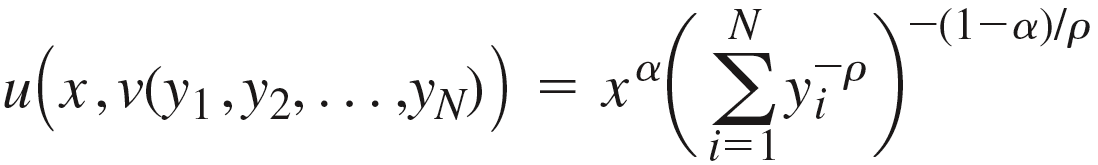 u(x, v(y₁, y₂, . . . , y_N)) = x^α(∑_{i=1}^{N} y_i^{−ρ})^{−(1−α)/ρ}